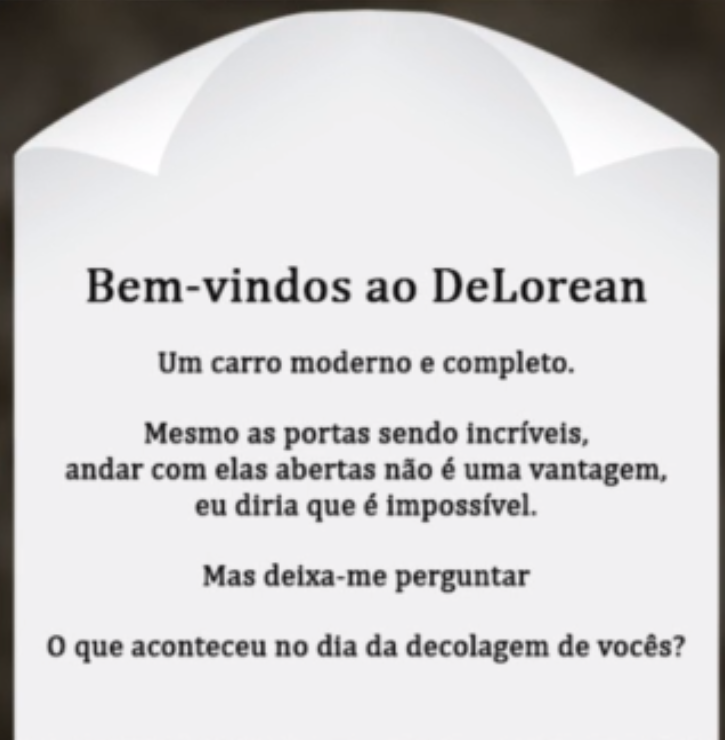 Bem-vindos ao DeLorean
Um carro moderno e completo.
Mesmo as portas sendo incríveis,
andar com elas abertas não é uma vantagem,
eu diria que é impossível.
Mas deixa-me perguntar
O que aconteceu no dia da decolagem de vocês?